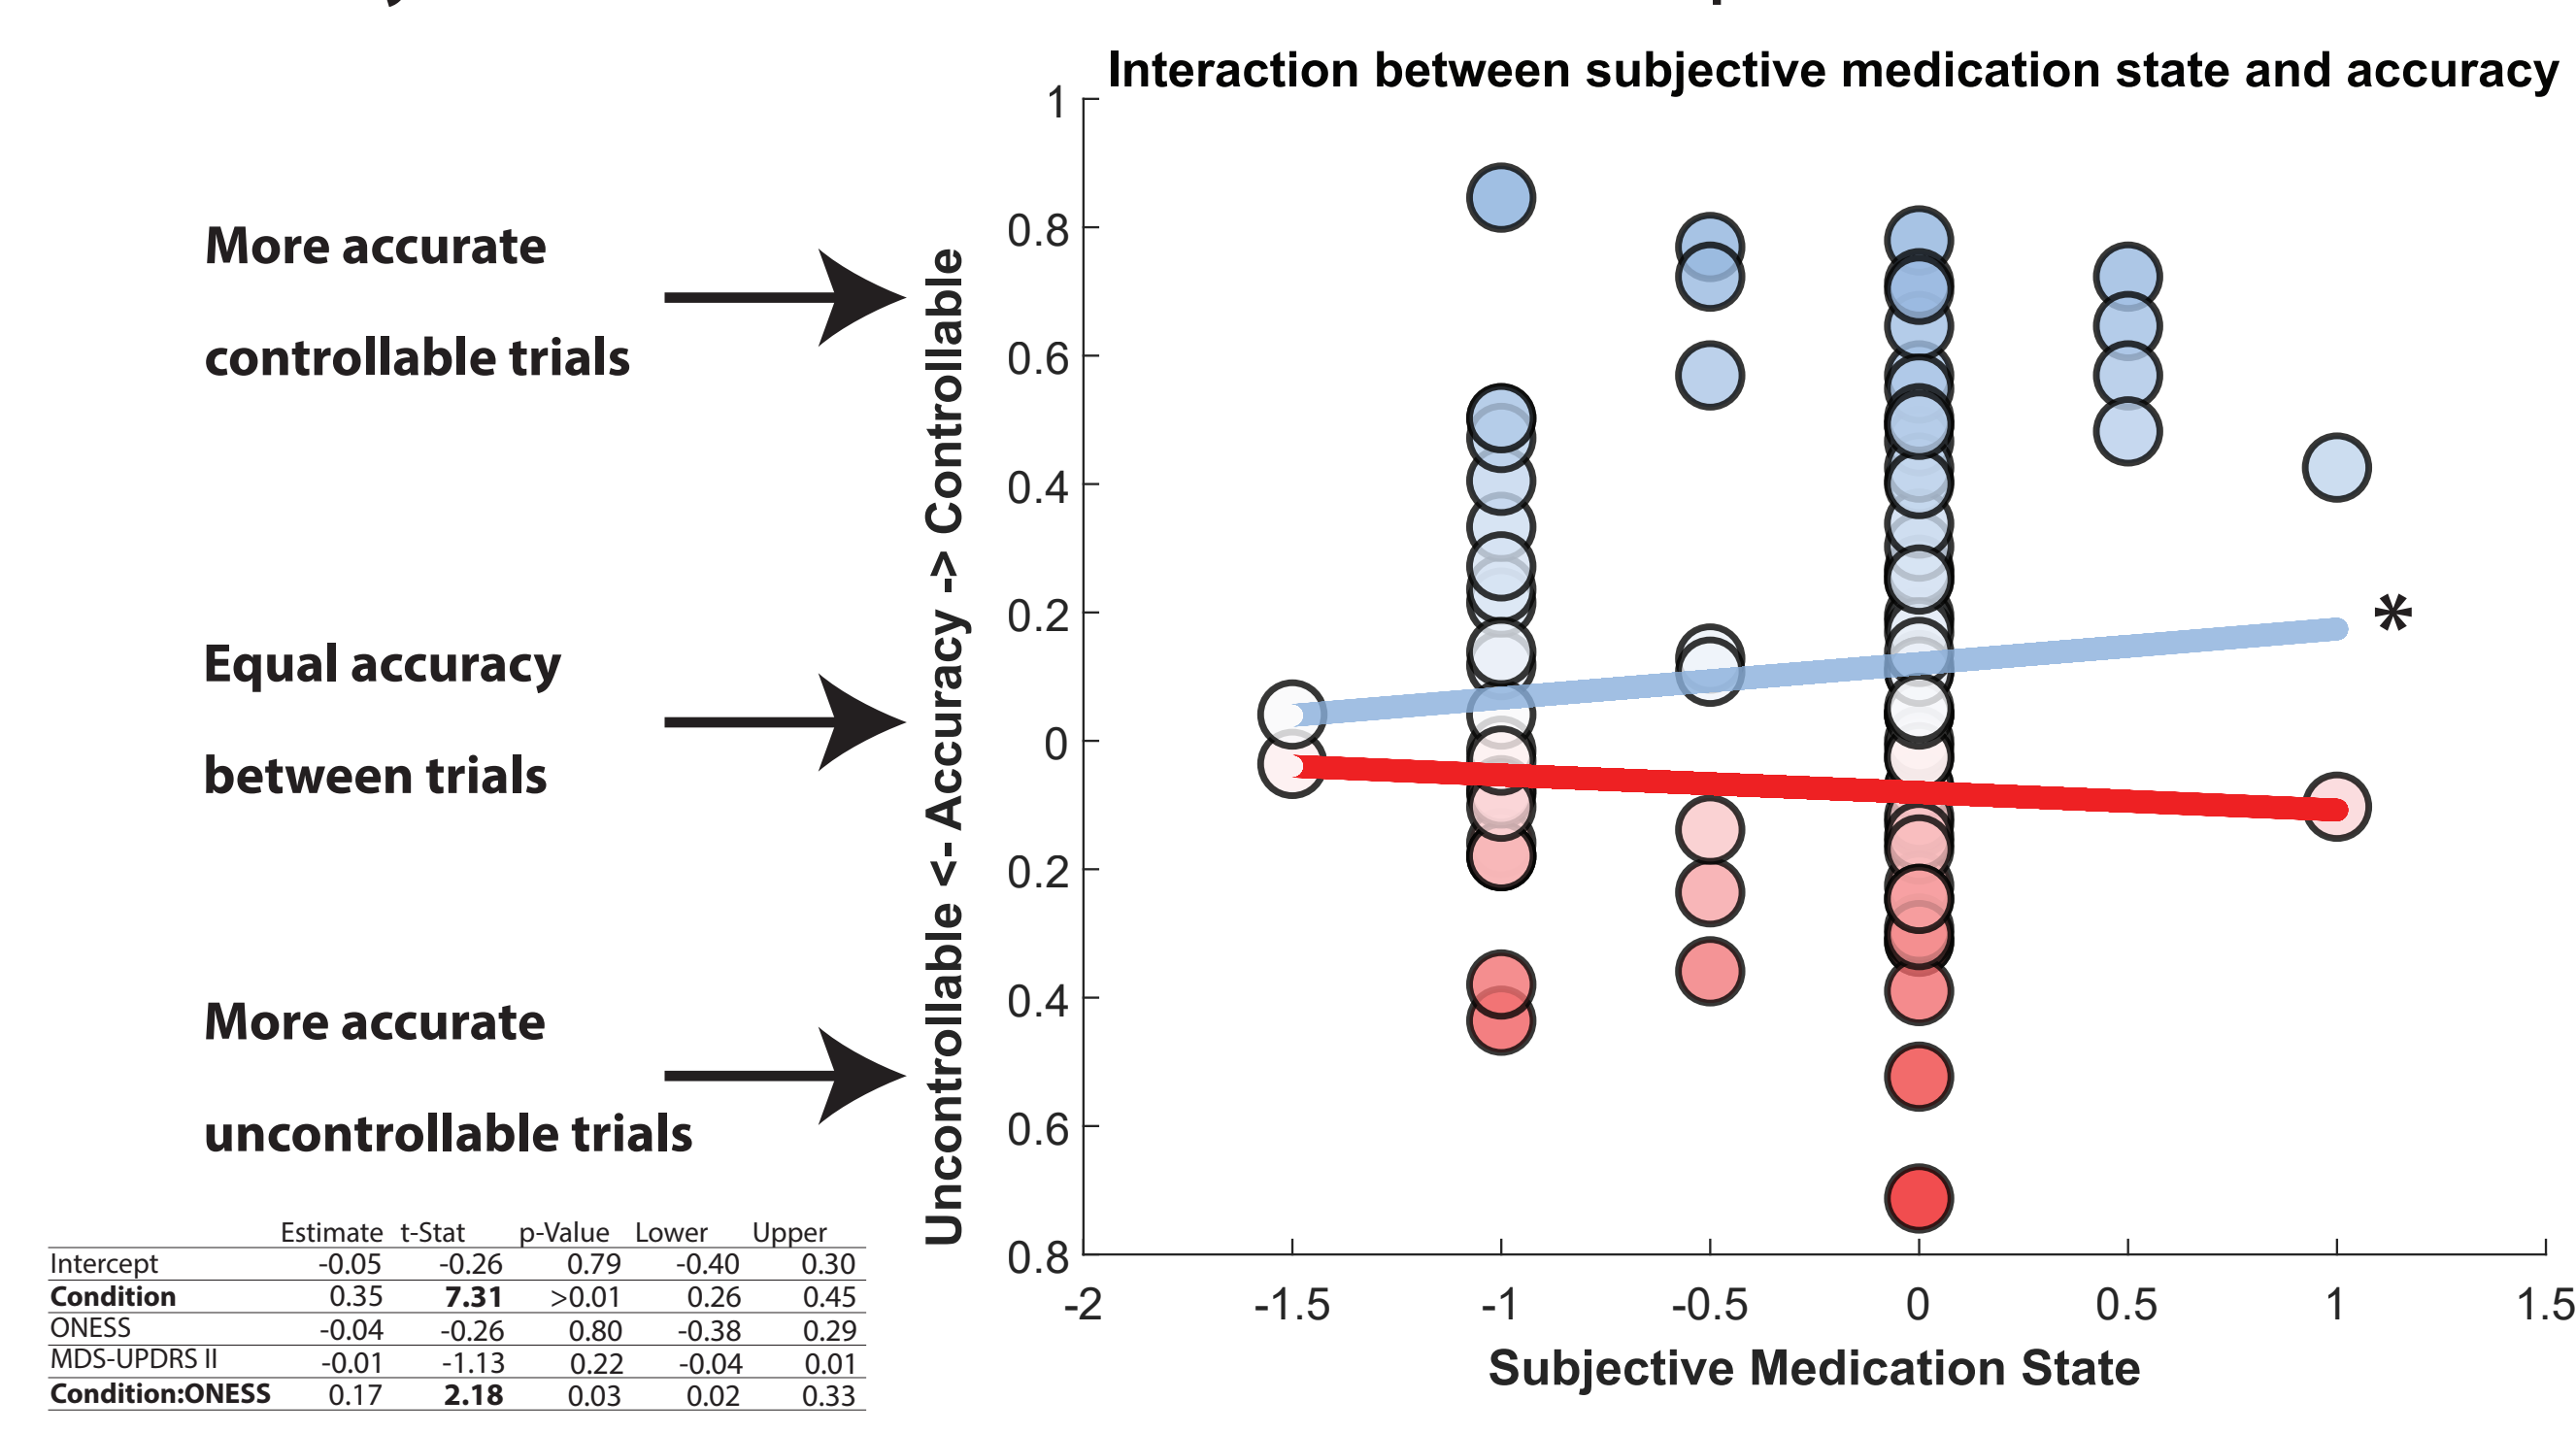 Interaction between subjective medication state and accuracy
More accurate
controllable trials
Equal accuracy
between trials
More accurate
uncontrollable trials
Uncontrollable <- Accuracy -> Controllable
1
0.8
0.6
0.4
0.2
0
0.2
0.4
0.6
0.8
*
-2 -1.5 -1 -0.5 0 0.5 1 1.5
Subjective Medication State
Estimate t-Stat p-Value Lower Upper
Intercept -0.05 -0.26 0.79 -0.40 0.30
Condition 0.35 7.31 >0.01 0.26 0.45
ONESS -0.04 -0.26 0.80 -0.38 0.29
MDS-UPDRS II -0.01 -1.13 0.22 -0.04 0.01
Condition:ONESS 0.17 2.18 0.03 0.02 0.33